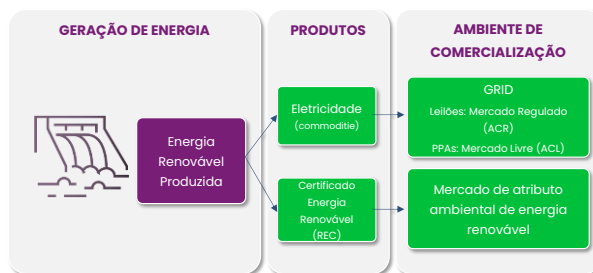 GERAÇÃO DE ENERGIA
Energia
Renovável
Produzida
PRODUTOS
Eletricidade
(commoditie)
Certificado
Energia
Renovável
(REC)
AMBIENTE DE
COMERCIALIZAÇÃO
GRID
Leilões: Mercado Regulado
(ACR)
PPAs: Mercado Livre (ACL)
Mercado de atributo
ambiental de energia
renovável